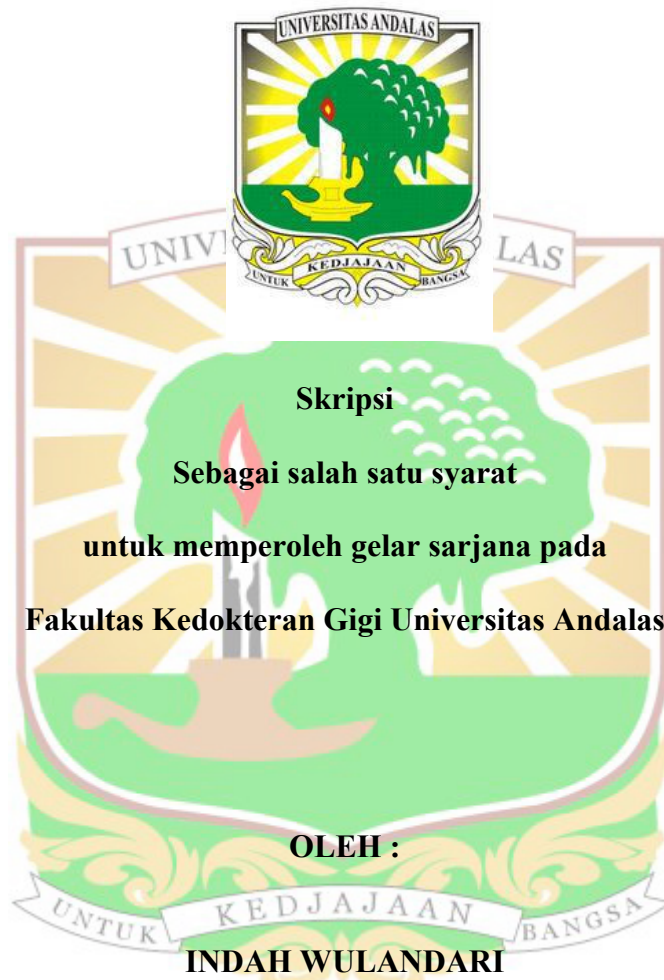 UNIVERSITAS ANDALAS
UNTUK KEDJAJAAN BANGSA
UNIV LAS
Skripsi
Sebagai salah satu syarat
untuk memperoleh gelar sarjana pada
Fakultas Kedokteran Gigi Universitas Andalas
OLEH :
UNTUK KEDJAJAAN BANGSA
INDAH WULANDARI